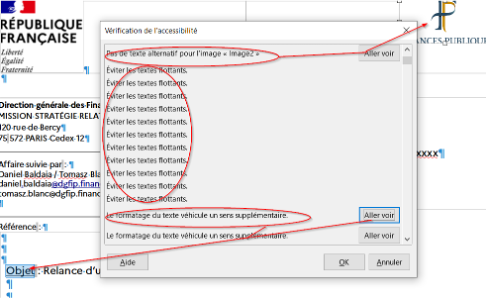 RÉPUBLIQUE
FRANÇAISE
Liberté
Égalité
Fraternité
¶
FP
ANCES PUBLIQUE
¶
Direction générale des Fina
MISSION STRATÉGIE RELAT
120 rue de Bercy¶
75 572 PARIS Cedex 12¶
¶
Affaire suivie par : ¶
Daniel Baldaia / Tomasz Bla
daniel.baldaia@dgfip.finan
tomasz.blanc@dgfip.financ
xxxx¶
Référence : ¶
¶
¶
¶
Objet : Relance d'u
¶
Vérification de l'accessibilité
Pas de texte alternatif pour l'image « Image2 »
Aller voir
Éviter les textes flottants.
Éviter les textes flottants.
Éviter les textes flottants.
Éviter les textes flottants.
Éviter les textes flottants.
Éviter les textes flottants.
Éviter les textes flottants.
Éviter les textes flottants.
Éviter les textes flottants.
Éviter les textes flottants.
Éviter les textes flottants.
Le formatage du texte véhicule un sens supplémentaire.
Aller voir
Le formatage du texte véhicule un sens supplémentaire.
Aller voir
Aide
OK
Annuler